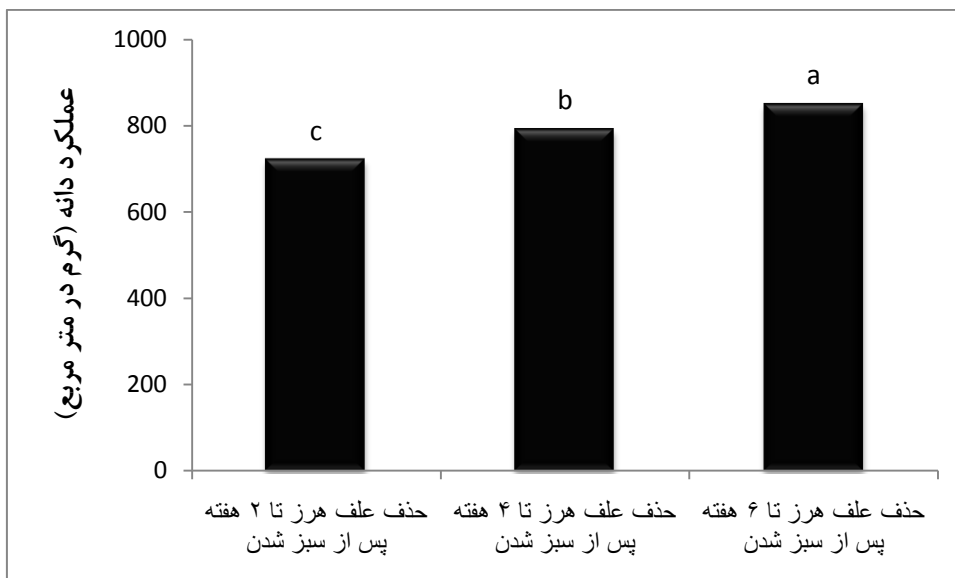 عملکرد دانه (گرم در متر مربع)
1000
800
600
400
200
0
c
b
a
حذف علف هرز تا ۲ هفته
پس از سبز شدن
حذف علف هرز تا ۴ هفته
پس از سبز شدن
حذف علف هرز تا ۶ هفته
پس از سبز شدن